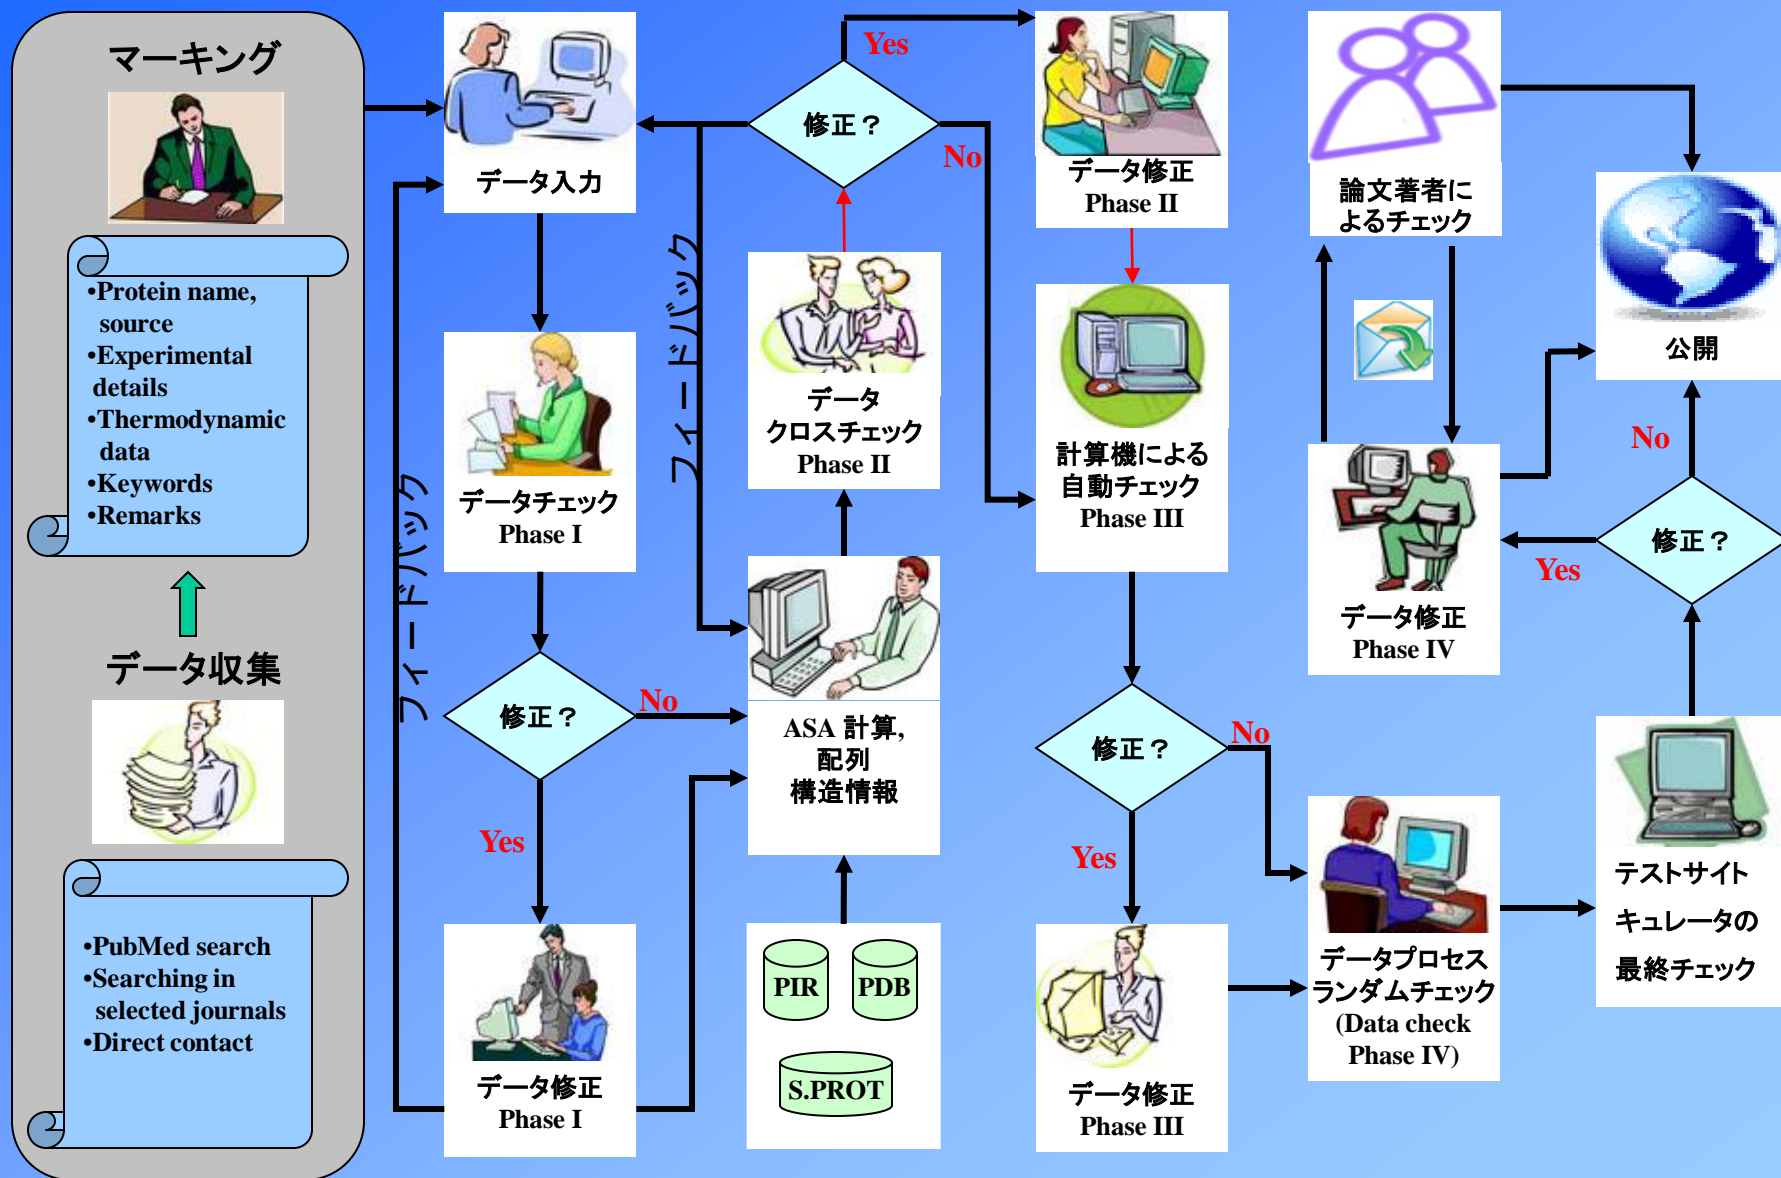 マーキング
•Protein name,
source
•Experimental
details
•Thermodynamic
data
•Keywords
•Remarks
データ収集
•PubMed search
•Searching in
selected journals
•Direct contact
データ入力
フィードバック
データチェック
Phase I
修正？
No
Yes
データ修正
Phase I
フィードバック
修正？
Yes
No
データ
クロスチェック
Phase II
ASA 計算,
配列
構造情報
PIR
PDB
S.PROT
データ修正
Phase II
計算機による
自動チェック
Phase III
修正？
No
Yes
データ修正
Phase III
論文著者に
よるチェック
データ修正
Phase IV
データプロセス
ランダムチェック
(Data check
Phase IV)
公開
No
修正？
Yes
テストサイト
キュレータの
最終チェック